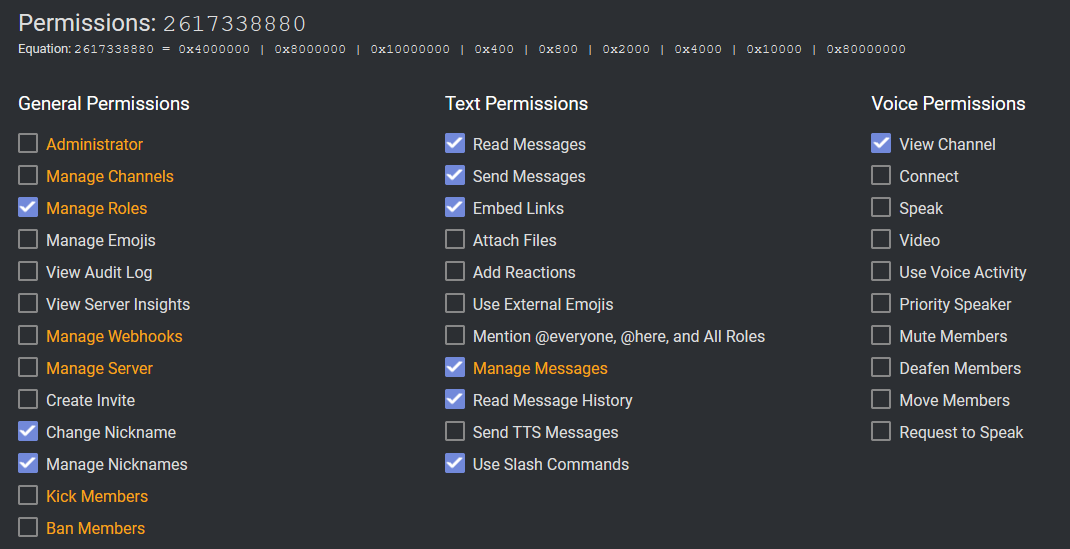 Permissions: 2617338880
Equation: 2617338880 = 0x4000000 | 0x8000000 | 0x10000000 | 0x400 | 0x800 | 0x2000 | 0x4000 | 0x10000 | 0x80000000
General Permissions
Administrator
Manage Channels
Manage Roles
Manage Emojis
View Audit Log
View Server Insights
Manage Webhooks
Manage Server
Create Invite
Change Nickname
Manage Nicknames
Kick Members
Ban Members
Text Permissions
Read Messages
Send Messages
Embed Links
Attach Files
Add Reactions
Use External Emojis
Mention @everyone, @here, and All Roles
Manage Messages
Read Message History
Send TTS Messages
Use Slash Commands
Voice Permissions
View Channel
Connect
Speak
Video
Use Voice Activity
Priority Speaker
Mute Members
Deafen Members
Move Members
Request to Speak